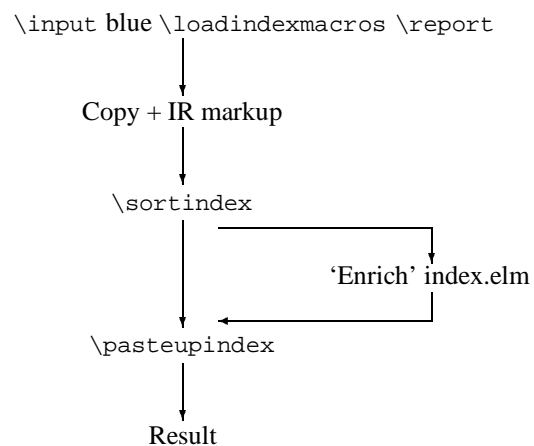 \input blue \loadindexmacros \report
Copy + IR markup
\sortindex
‘Enrich’ index.elm
\pasteupindex
Result